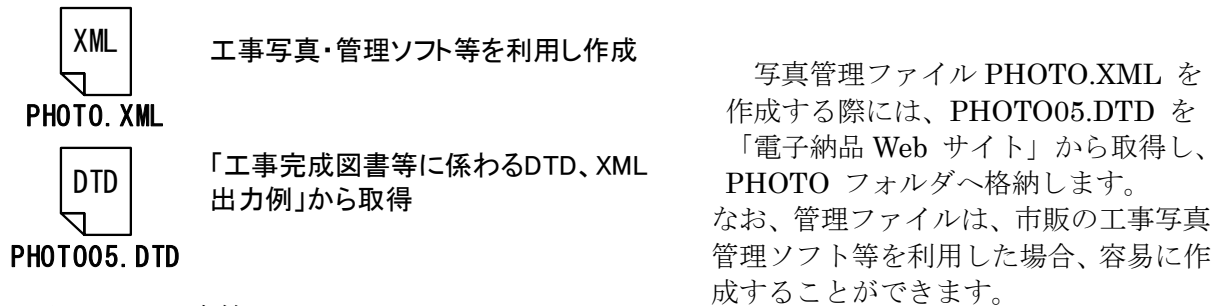 XML
工事写真・管理ソフト等を利用し作成
PHOTO.XML
DTD
「工事完成図書等に係わるDTD、XML
出力例」から取得
PHOTO05.DTD
写真管理ファイル PHOTO.XML を
作成する際には、PHOTO05.DTD を
「電子納品 Web サイト」から取得し、
PHOTO フォルダへ格納します。
なお、管理ファイルは、市販の工事写真
管理ソフト等を利用した場合、容易に作
成することができます。